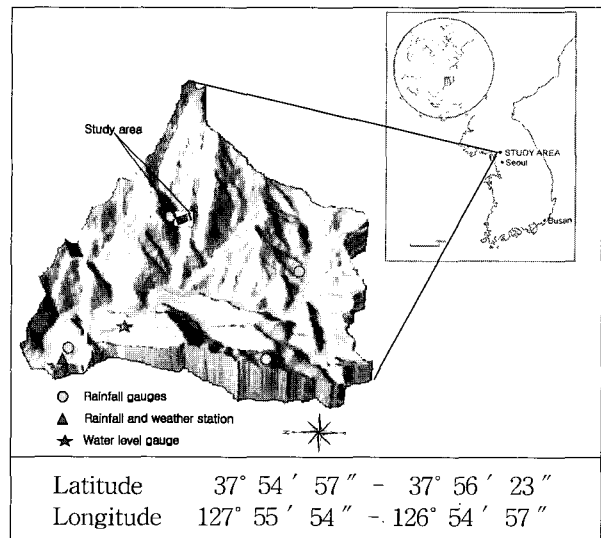 Study area
STUDY AREA
Seoul
Busan
Rainfall gauges
Rainfall and weather station
Water level gauge
Latitude 37° 54 ′ 57 ″ - 37° 56 ′ 23 ″
Longitude 127° 55 ′ 54 ″ - 126° 54 ′ 57 ″